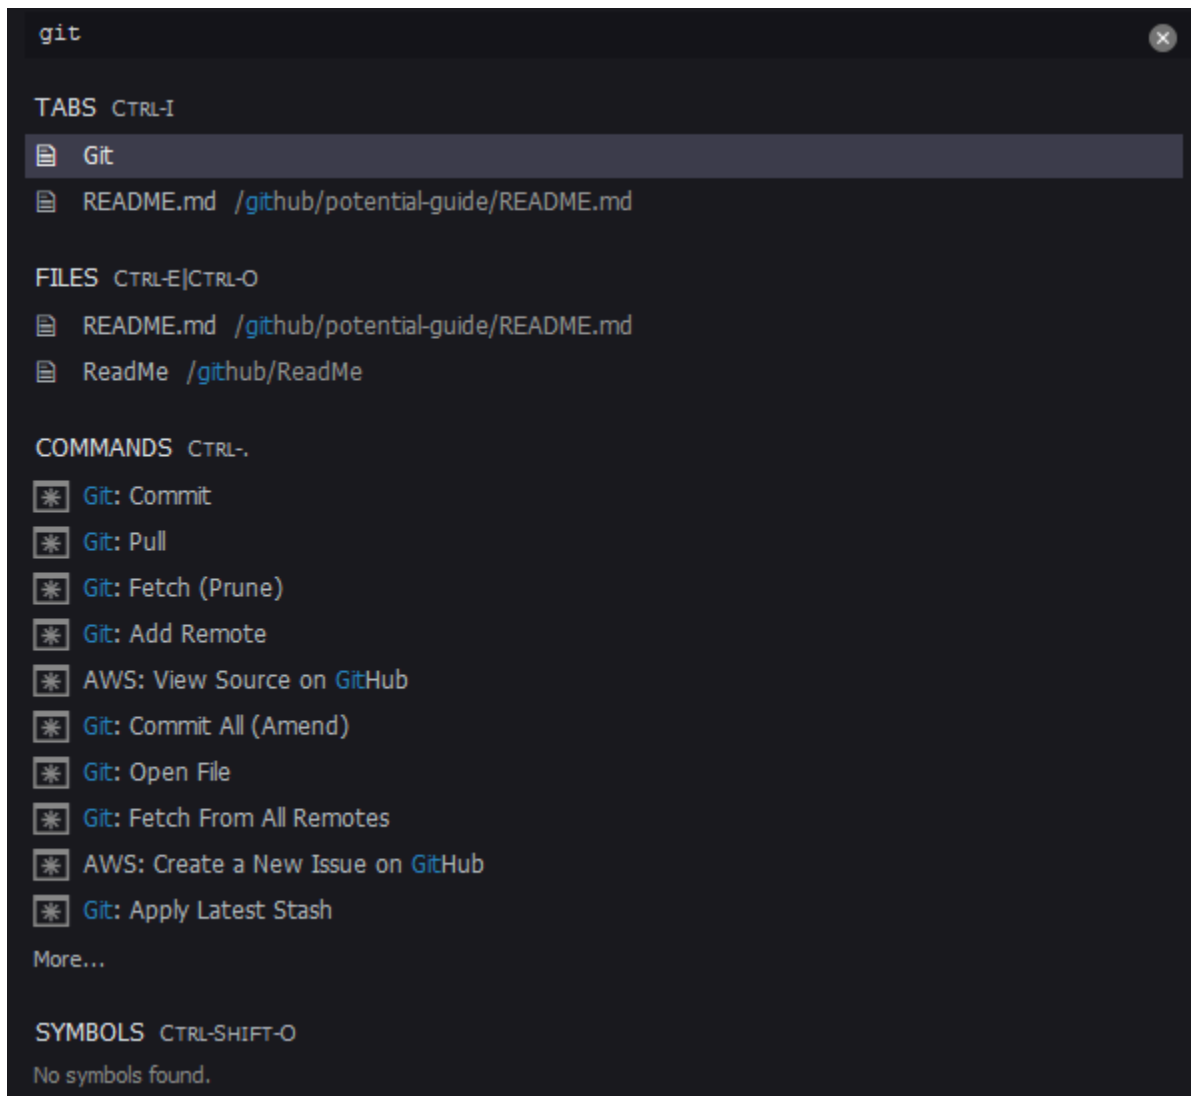 git
TABS CTRL-I
Git
README.md /github/potential-guide/README.md
FILES CTRL-E|CTRL-O
README.md /github/potential-guide/README.md
ReadMe /github/ReadMe
COMMANDS CTRL-.
Git: Commit
Git: Pull
Git: Fetch (Prune)
Git: Add Remote
AWS: View Source on GitHub
Git: Commit All (Amend)
Git: Open File
Git: Fetch From All Remotes
AWS: Create a New Issue on GitHub
Git: Apply Latest Stash
More...
SYMBOLS CTRL-SHIFT-O
No symbols found.